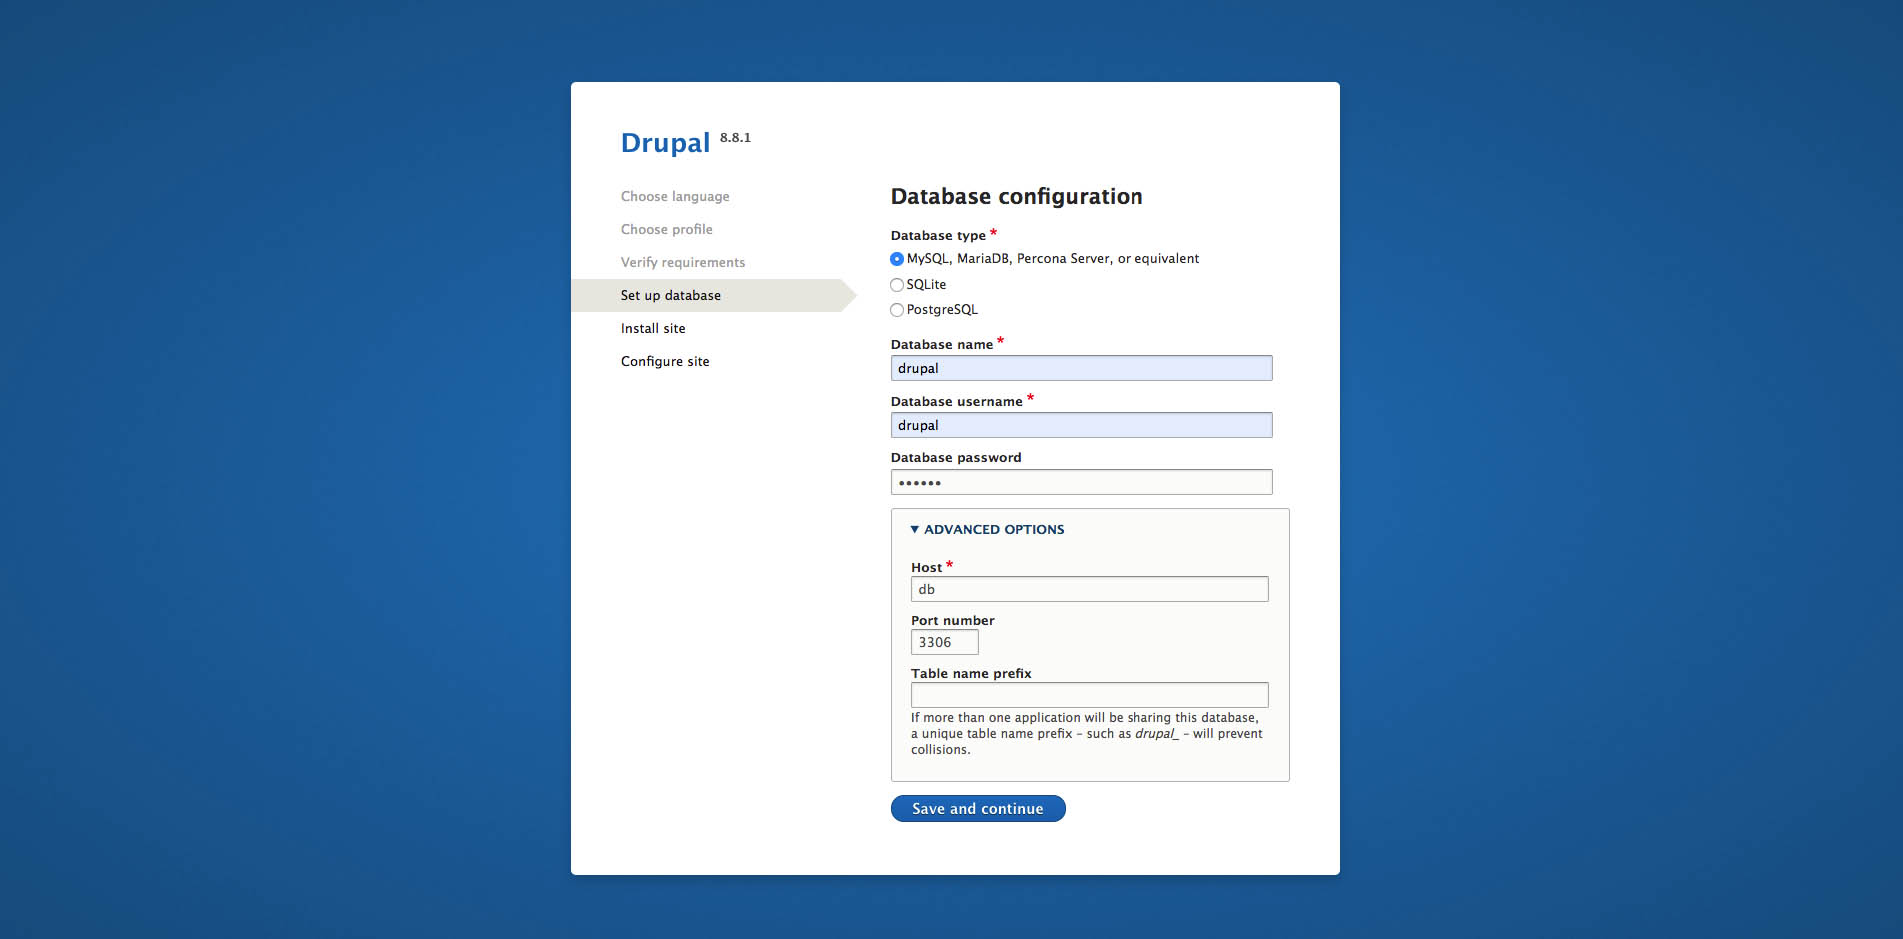 Drupal 8.8.1
Choose language
Choose profile
Verify requirements
Set up database
Install site
Configure site
Database configuration
Database type *
MySQL, MariaDB, Percona Server, or equivalent
SQLite
PostgreSQL
Database name *
drupal
Database username *
drupal
Database password
••••••
▼ ADVANCED OPTIONS
Host *
db
Port number
3306
Table name prefix
If more than one application will be sharing this database,
a unique table name prefix – such as drupal_ – will prevent
collisions.
Save and continue